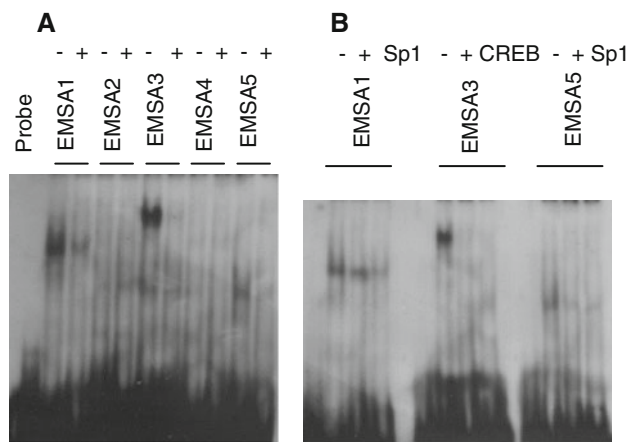 A
- + - + - + - + - +
Probe
EMSA1
EMSA2
EMSA3
EMSA4
EMSA5
B
- + Sp1 - + CREB - + Sp1
EMSA1
EMSA3
EMSA5